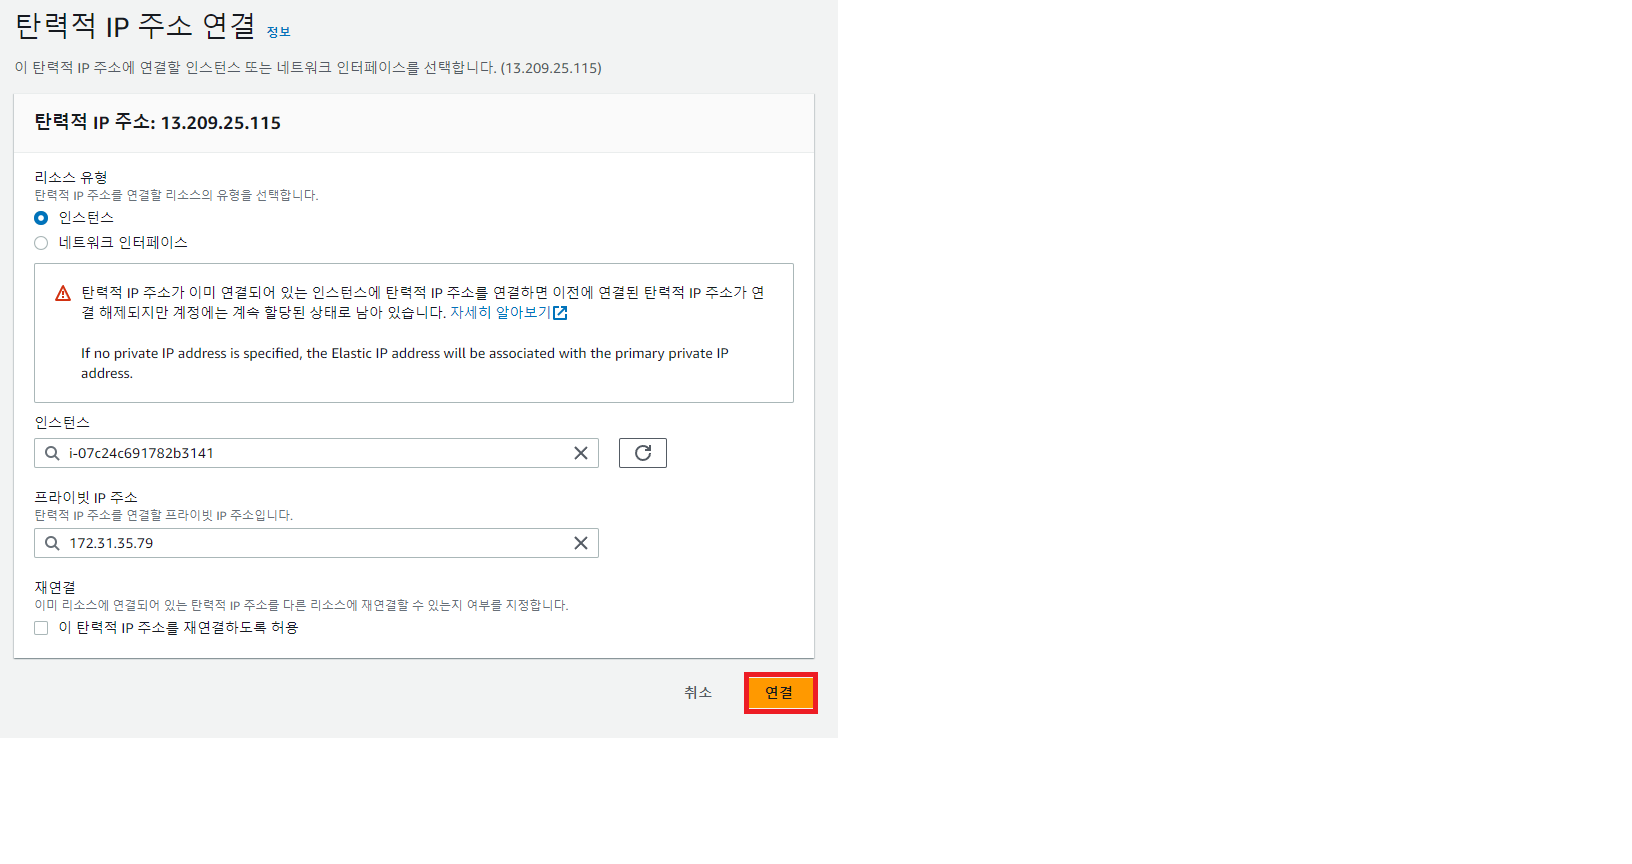 탄력적 IP 주소 연결 정보
이 탄력적 IP 주소에 연결할 인스턴스 또는 네트워크 인터페이스를 선택합니다. (13.209.25.115)
탄력적 IP 주소: 13.209.25.115
리소스 유형
탄력적 IP 주소를 연결할 리소스의 유형을 선택합니다.
인스턴스
네트워크 인터페이스
탄력적 IP 주소가 이미 연결되어 있는 인스턴스에 탄력적 IP 주소를 연결하면 이전에 연결된 탄력적 IP 주소가 연
결 해제되지만 계정에는 계속 할당된 상태로 남아 있습니다. 자세히 알아보기
If no private IP address is specified, the Elastic IP address will be associated with the primary private IP
address.
인스턴스
i-07c24c691782b3141
프라이빗 IP 주소
탄력적 IP 주소를 연결할 프라이빗 IP 주소입니다.
172.31.35.79
재연결
이미 리소스에 연결되어 있는 탄력적 IP 주소를 다른 리소스에 재연결할 수 있는지 여부를 지정합니다.
이 탄력적 IP 주소를 재연결하도록 허용
취소 연결